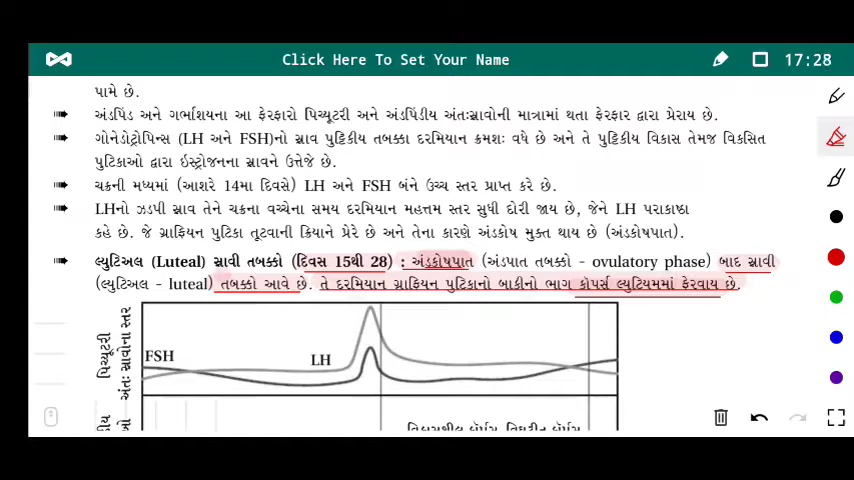 Click Here To Set Your Name
17:28
પામે છે.
અંડપિંડ અને ગર્ભાશયના આ ફેરફારો પિચ્યૂટરી અને અંડપિંડીય અંતઃસ્રાવોની માત્રામાં થતા ફેરફાર દ્વારા પ્રેરાય છે.
ગોનેડોટ્રોપિન્સ (LH અને FSH)નો સ્રાવ પુટ્ટિકીય તબક્કા દરમિયાન ક્રમશઃ વધે છે અને તે પુટ્ટિકીય વિકાસ તેમજ વિકસિત
પુટિકાઓ દ્વારા ઇસ્ટ્રોજનના સ્રાવને ઉત્તેજે છે.
ચક્રની મધ્યમાં (આશરે 14મા દિવસે) LH અને FSH બંને ઉચ્ચ સ્તર પ્રાપ્ત કરે છે.
LHનો ઝડપી સ્રાવ તેને ચક્રના વચ્ચેના સમય દરમિયાન મહત્તમ સ્તર સુધી દોરી જાય છે, જેને LH પરાકાષ્ઠા
કહે છે. જે ગ્રાફિયન પુટિકા તૂટવાની ક્રિયાને પ્રેરે છે અને તેના કારણે અંડકોષ મુક્ત થાય છે (અંડકોષપાત).
લ્યુટિઅલ (Luteal) સ્રાવી તબક્કો (દિવસ 15થી 28) : અંડકોષપાત (અંડપાત તબક્કો - ovulatory phase) બાદ સ્રાવી
(લ્યુટિઅલ - luteal) તબક્કો આવે છે. તે દરમિયાન ગ્રાફિયન પુટિકાનો બાકીનો ભાગ કૉપર્સ લ્યુટિયમમાં ફેરવાય છે.
પિચ્યૂટરી
અંતઃ સ્રાવોના સ્તર
FSH
LH